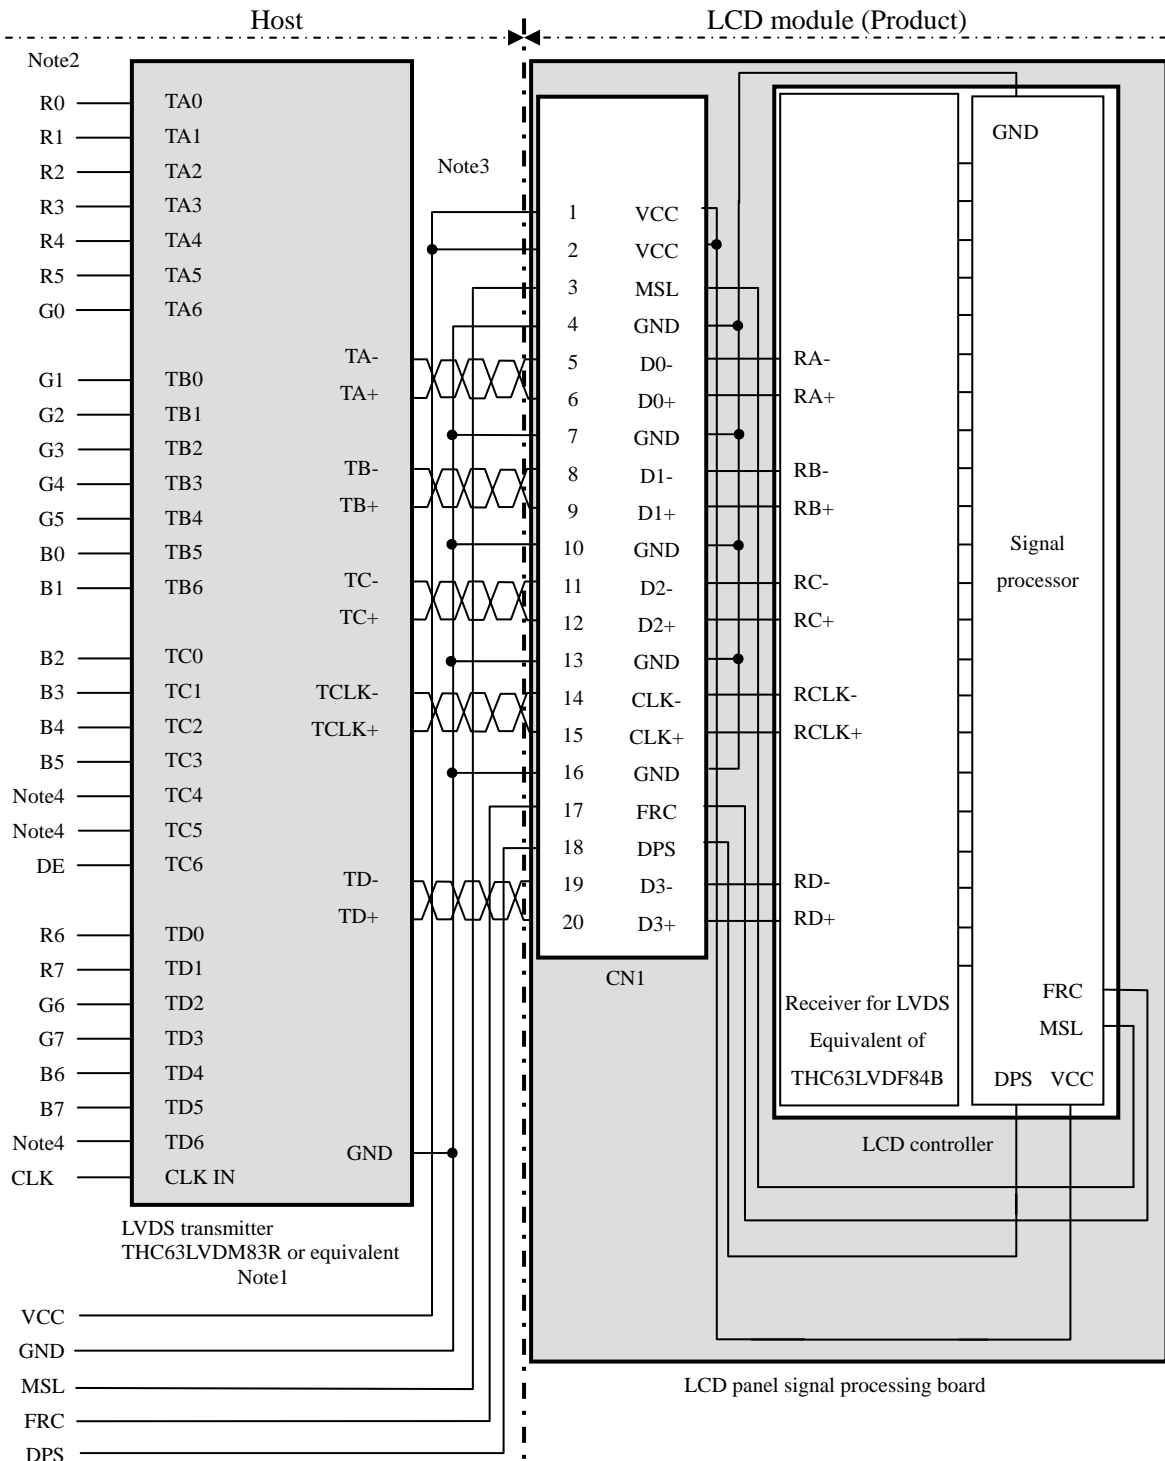 Host
LCD module (Product)
Note2
R0 TA0
R1 TA1
R2 TA2
R3 TA3
R4 TA4
R5 TA5
G0 TA6
G1 TB0
G2 TB1
G3 TB2
G4 TB3
G5 TB4
B0 TB5
B1 TB6
B2 TC0
B3 TC1
B4 TC2
B5 TC3
Note4 TC4
Note4 TC5
DE TC6
R6 TD0
R7 TD1
G6 TD2
G7 TD3
B6 TD4
B7 TD5
Note4 TD6
CLK CLK IN
TA-
TA+
TB-
TB+
TC-
TC+
TCLK-
TCLK+
TD-
TD+
GND
LVDS transmitter
THC63LVDM83R or equivalent
Note1
VCC
GND
MSL
FRC
DPS
Note3
1 VCC
2 VCC
3 MSL
4 GND
5 D0-
6 D0+
7 GND
8 D1-
9 D1+
10 GND
11 D2-
12 D2+
13 GND
14 CLK-
15 CLK+
16 GND
17 FRC
18 DPS
19 D3-
20 D3+
CN1
RA-
RA+
RB-
RB+
RC-
RC+
RCLK-
RCLK+
RD-
RD+
Receiver for LVDS
Equivalent of
THC63LVDF84B
GND
Signal
processor
FRC
MSL
DPS VCC
LCD controller
LCD panel signal processing board